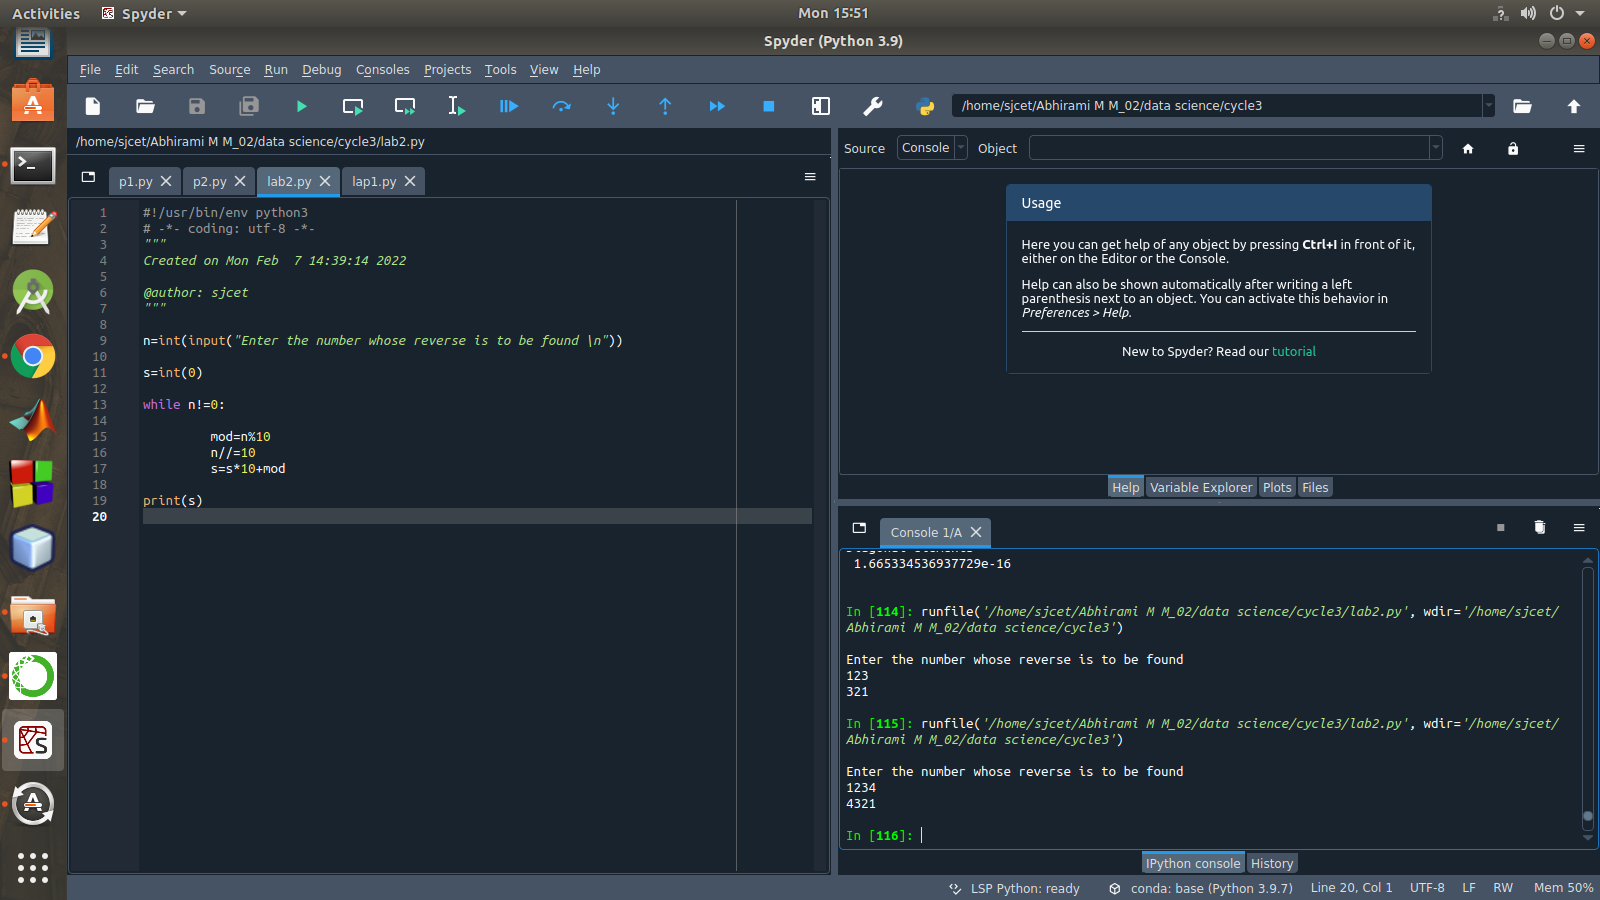 Activities Spyder Mon 15:51
Spyder (Python 3.9)
File Edit Search Source Run Debug Consoles Projects Tools View Help
/home/sjcet/Abhirami M M_02/data science/cycle3
/home/sjcet/Abhirami M M_02/data science/cycle3/lab2.py
p1.py p2.py lab2.py lap1.py
1 #!/usr/bin/env python3
2 # -*- coding: utf-8 -*-
3 """
4 Created on Mon Feb  7 14:39:14 2022
5
6 @author: sjcet
7 """
8
9 n=int(input("Enter the number whose reverse is to be found \n"))
10
11 s=int(0)
12
13 while n!=0:
14
15 mod=n%10
16 n//=10
17 s=s*10+mod
18
19 print(s)
20
Source Console Object
Usage
Here you can get help of any object by pressing Ctrl+I in front of it,
either on the Editor or the Console.
Help can also be shown automatically after writing a left
parenthesis next to an object. You can activate this behavior in
Preferences > Help.
New to Spyder? Read our tutorial
Help Variable Explorer Plots Files
Console 1/A
1.665334536937729e-16
In [114]: runfile('/home/sjcet/Abhirami M M_02/data science/cycle3/lab2.py', wdir='/home/sjcet/
Abhirami M M_02/data science/cycle3')
Enter the number whose reverse is to be found
123
321
In [115]: runfile('/home/sjcet/Abhirami M M_02/data science/cycle3/lab2.py', wdir='/home/sjcet/
Abhirami M M_02/data science/cycle3')
Enter the number whose reverse is to be found
1234
4321
In [116]:
IPython console History
LSP Python: ready conda: base (Python 3.9.7) Line 20, Col 1 UTF-8 LF RW Mem 50%